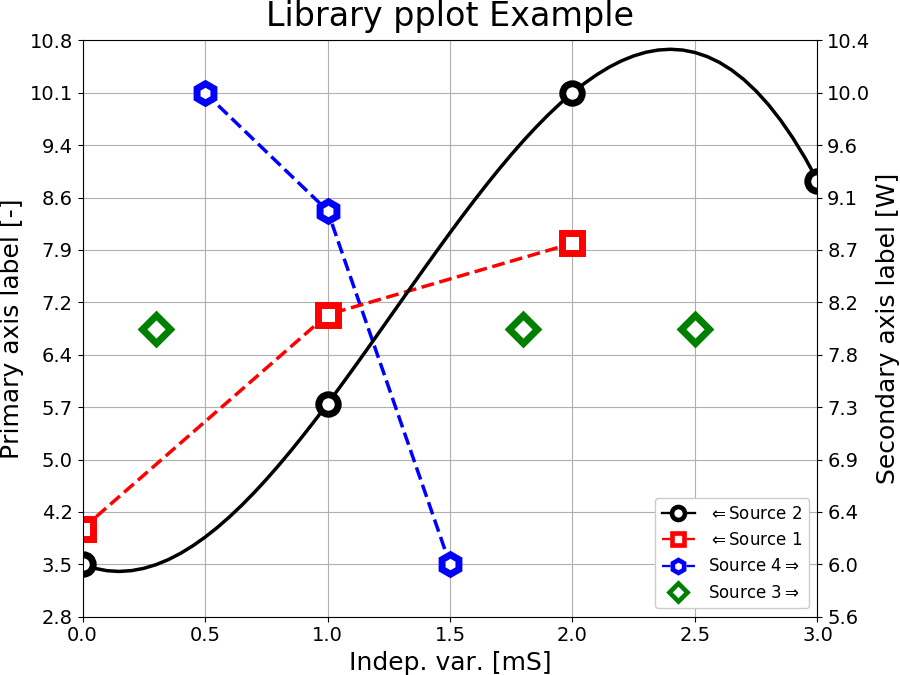 Library pplot Example
10.8
10.1
9.4
8.6
7.9
7.2
6.4
5.7
5.0
4.2
3.5
2.8
Primary axis label [-]
10.4
10.0
9.6
9.1
8.7
8.2
7.8
7.3
6.9
6.4
6.0
5.6
Secondary axis label [W]
⇐Source 2
⇐Source 1
Source 4⇒
Source 3⇒
0.0 0.5 1.0 1.5 2.0 2.5 3.0
Indep. var. [mS]